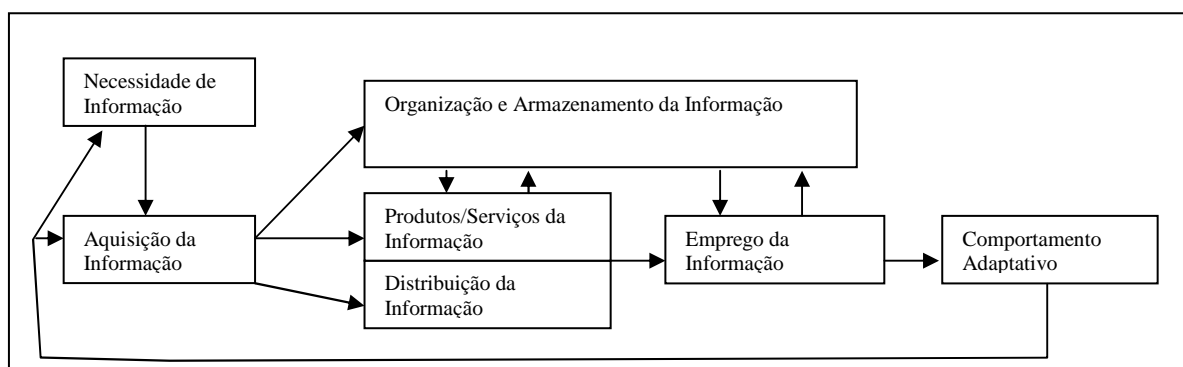 Necessidade de
Informação
Organização e Armazenamento da Informação
Aquisição da
Informação
Produtos/Serviços da
Informação
Distribuição da
Informação
Emprego da
Informação
Comportamento
Adaptativo